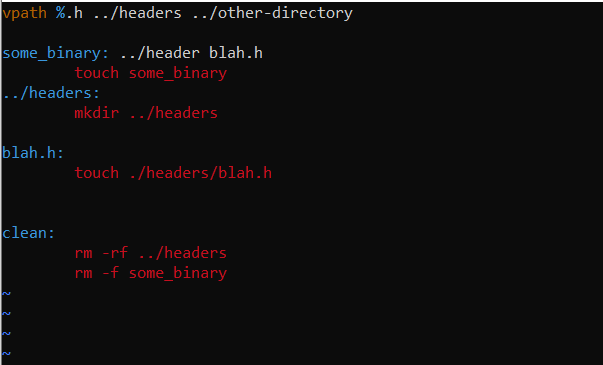 vpath %.h ../headers ../other-directory

some_binary: ../header blah.h
        touch some_binary
../headers:
        mkdir ../headers

blah.h:
        touch ./headers/blah.h


clean:
        rm -rf ../headers
        rm -f some_binary
~
~
~
~